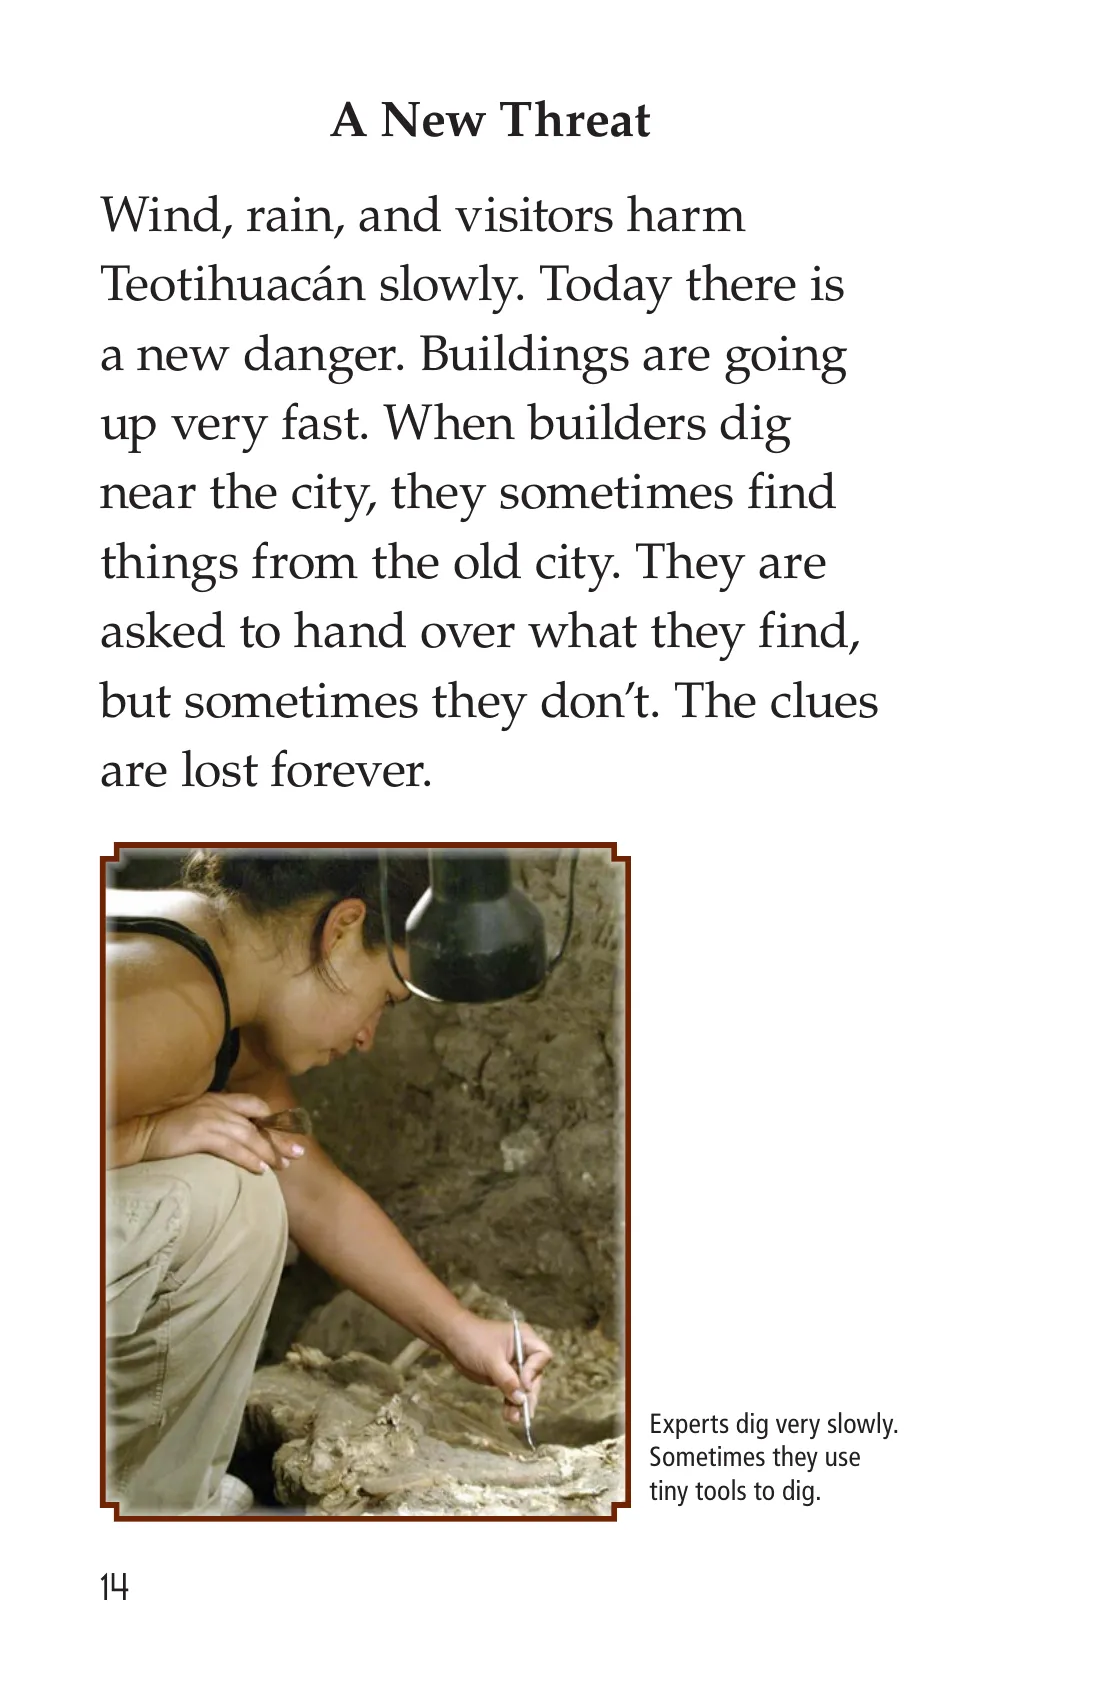 A New Threat
Wind, rain, and visitors harm
Teotihuacán slowly. Today there is
a new danger. Buildings are going
up very fast. When builders dig
near the city, they sometimes find
things from the old city. They are
asked to hand over what they find,
but sometimes they don’t. The clues
are lost forever.
Experts dig very slowly.
Sometimes they use
tiny tools to dig.
14